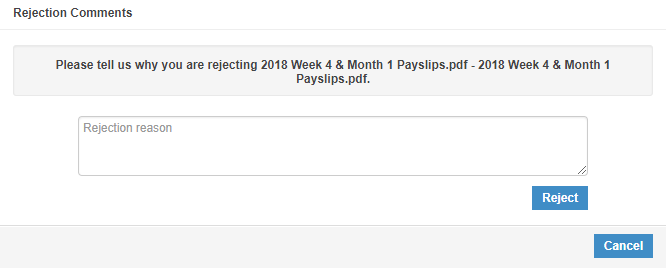 Rejection Comments
Please tell us why you are rejecting 2018 Week 4 & Month 1 Payslips.pdf - 2018 Week 4 & Month 1
Payslips.pdf.
Rejection reason
Reject
Cancel